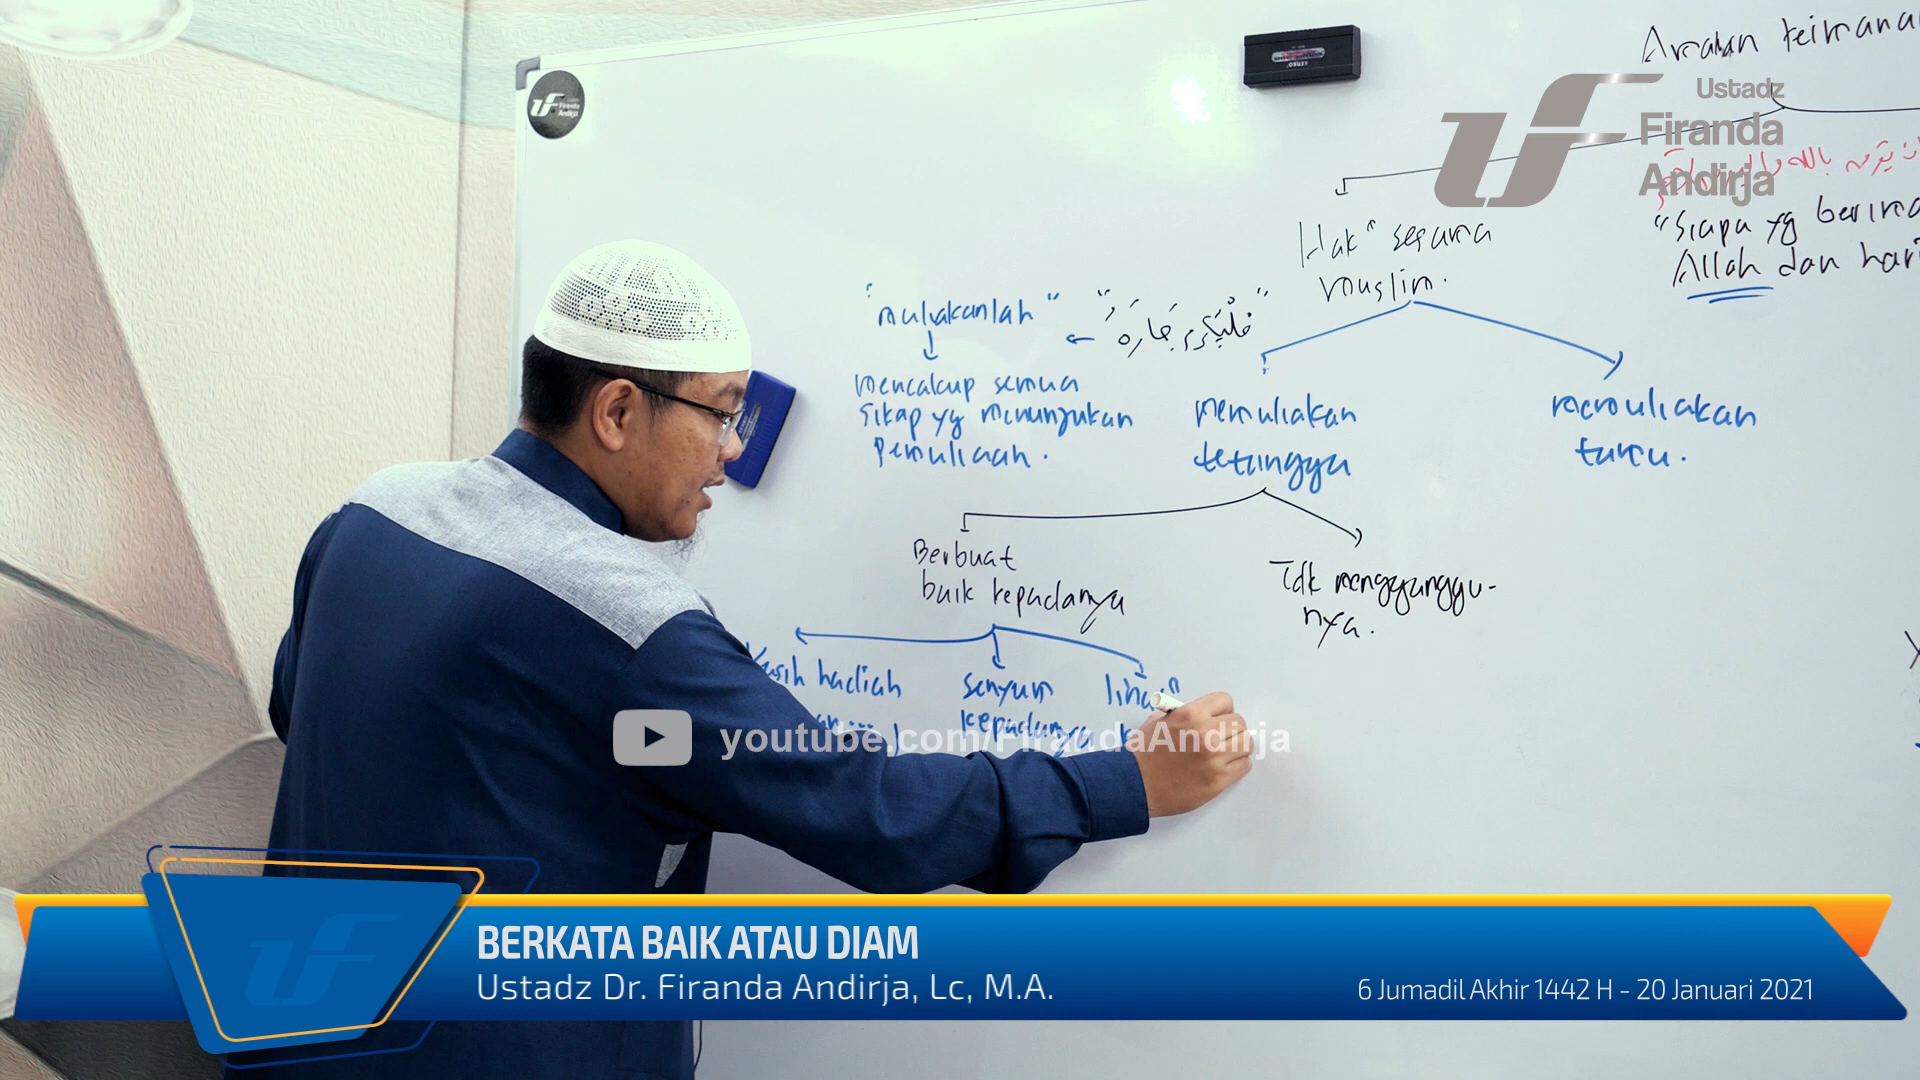 Amalan keimanan
Ustadz
Firanda
Andirja
Hak" sesama
muslim.
"Siapa yg
Allah dan hari
"muliakanlah"
"فليكرم جاره"
mencakup semua
sikap yg menunjukan
pemuliaan.
memuliakan
tetangga
memuliakan
tamu.
Berbuat
baik kepadanya
Tdk mengganggu-
nya.
Kasih hadiah
senyum
kepadanya
youtube.com/FirandaAndirja
BERKATA BAIK ATAU DIAM
Ustadz Dr. Firanda Andirja, Lc, M.A.
6 Jumadil Akhir 1442 H - 20 Januari 2021